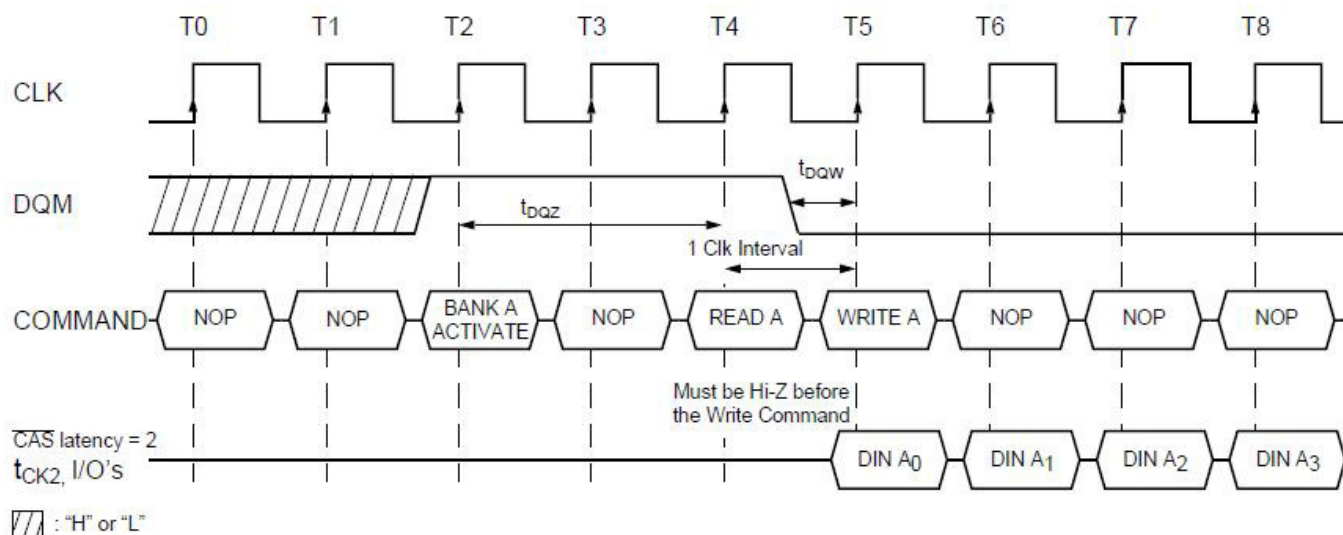 T0 T1 T2 T3 T4 T5 T6 T7 T8
CLK
DQM
tDQW
tDQZ
1 Clk Interval
COMMAND NOP NOP BANK A ACTIVATE NOP READ A WRITE A NOP NOP NOP
Must be Hi-Z before
the Write Command
CAS latency = 2
tCK2, I/O's
DIN A0 DIN A1 DIN A2 DIN A3
: “H” or “L”